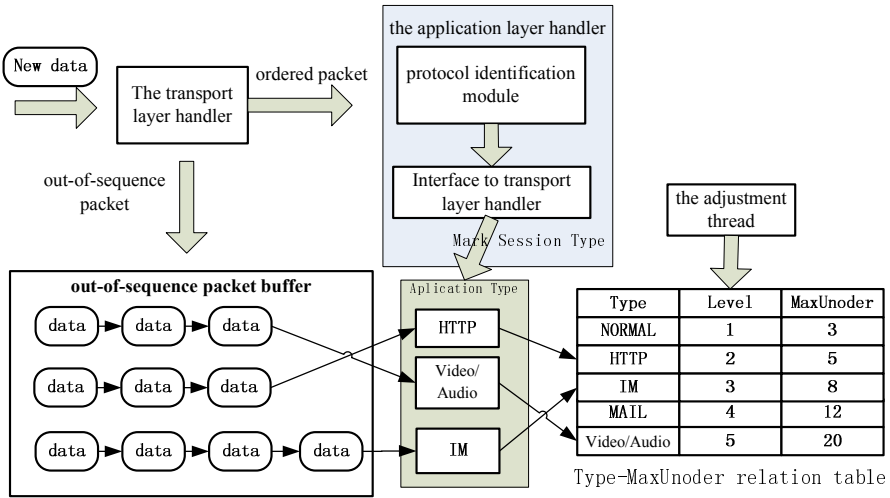 New data
The transport
layer handler
ordered packet
out-of-sequence
packet
the application layer handler
protocol identification
module
Interface to transport
layer handler
Mark Session Type
the adjustment
thread
out-of-sequence packet buffer
data data data
data data data
data data data data
Aplication Type
HTTP
Video/
Audio
IM
Type Level MaxUnoder
NORMAL 1 3
HTTP 2 5
IM 3 8
MAIL 4 12
Video/Audio 5 20
Type-MaxUnoder relation table